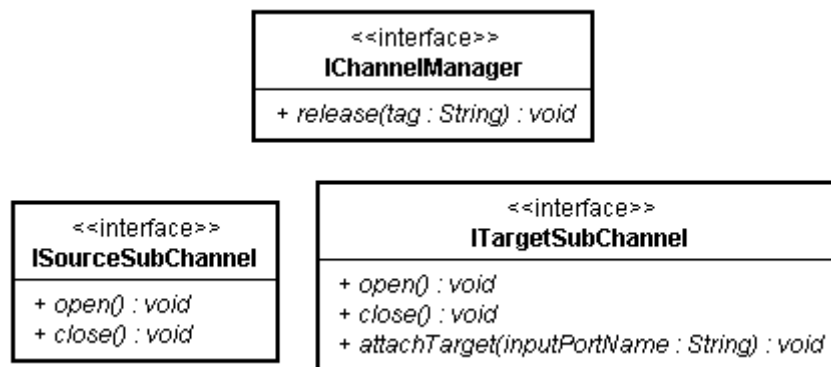 <<interface>>
IChannelManager
+ release(tag : String) : void
<<interface>>
ISourceSubChannel
+ open() : void
+ close() : void
<<interface>>
ITargetSubChannel
+ open() : void
+ close() : void
+ attachTarget(inputPortName : String) : void